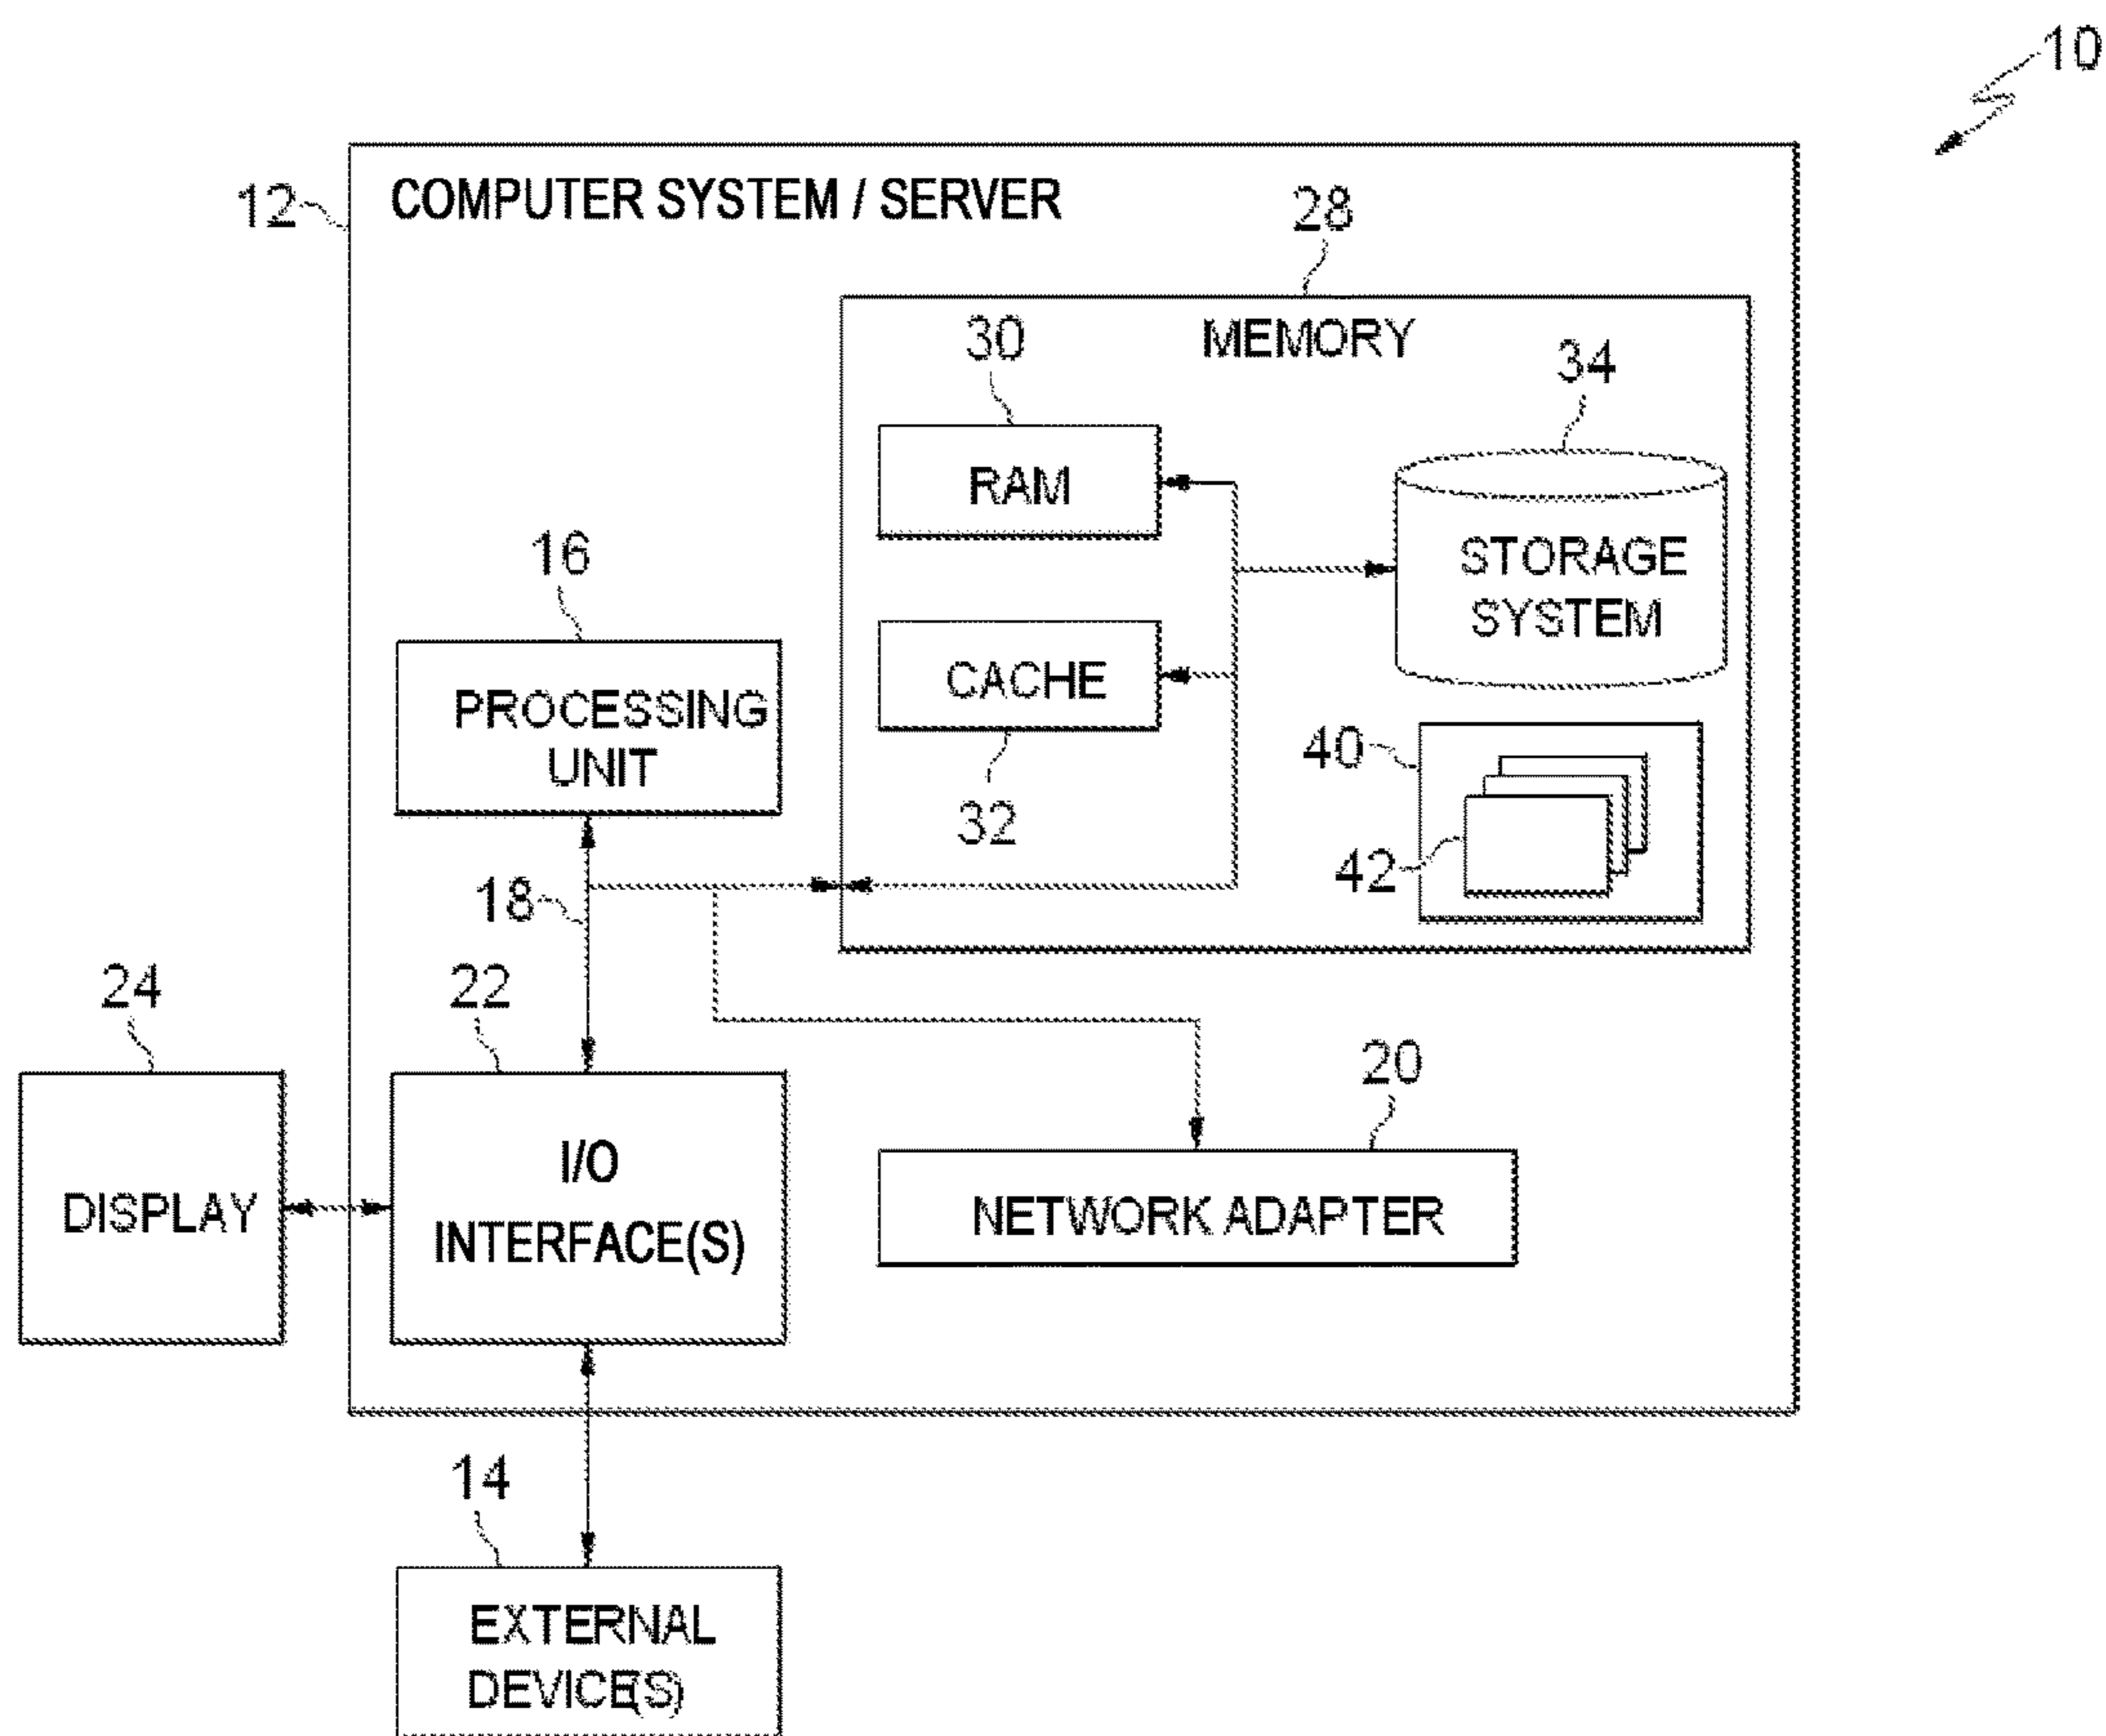 10
12
COMPUTER SYSTEM / SERVER
28
MEMORY
30
34
RAM
STORAGE
SYSTEM
16
PROCESSING
UNIT
CACHE
32
40
42
18
24
22
20
DISPLAY
I/O
INTERFACE(S)
NETWORK ADAPTER
14
EXTERNAL
DEVICE(S)